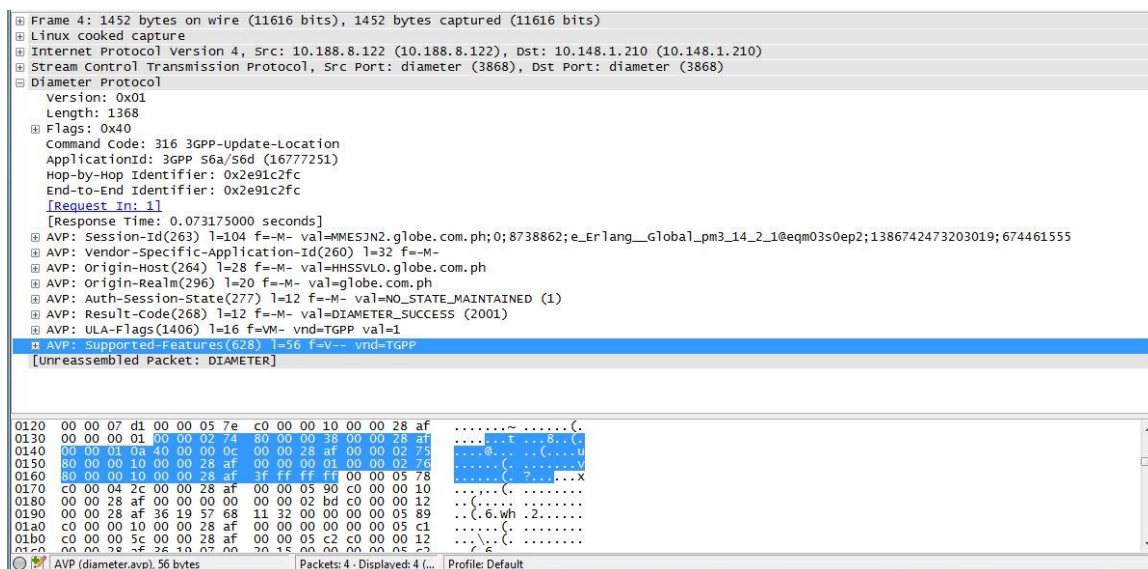 Frame 4: 1452 bytes on wire (11616 bits), 1452 bytes captured (11616 bits)
Linux cooked capture
Internet Protocol Version 4, Src: 10.188.8.122 (10.188.8.122), Dst: 10.148.1.210 (10.148.1.210)
Stream Control Transmission Protocol, Src Port: diameter (3868), Dst Port: diameter (3868)
Diameter Protocol
Version: 0x01
Length: 1368
Flags: 0x40
Command Code: 316 3GPP-Update-Location
ApplicationId: 3GPP S6a/S6d (16777251)
Hop-by-Hop Identifier: 0x2e91c2fc
End-to-End Identifier: 0x2e91c2fc
[Request In: 1]
[Response Time: 0.073175000 seconds]
AVP: Session-Id(263) l=104 f=-M- val=MMESJN2.globe.com.ph;0;8738862;e_Erlang__Global_pm3_14_2_1@eqm03s0ep2;1386742473203019;674461555
AVP: Vendor-Specific-Application-Id(260) l=32 f=-M-
AVP: Origin-Host(264) l=28 f=-M- val=HHSSVLO.globe.com.ph
AVP: Origin-Realm(296) l=20 f=-M- val=globe.com.ph
AVP: Auth-Session-State(277) l=12 f=-M- val=NO_STATE_MAINTAINED (1)
AVP: Result-Code(268) l=12 f=-M- val=DIAMETER_SUCCESS (2001)
AVP: ULA-Flags(1406) l=16 f=VM- vnd=TGPP val=1
AVP: Supported-Features(628) l=56 f=V-- vnd=TGPP
[Unreassembled Packet: DIAMETER]
0120 00 00 07 d1 00 00 05 7e c0 00 00 10 00 00 28 af .......~ ......(.
0130 00 00 00 01 00 00 02 74 80 00 00 38 00 00 28 af .......t ...8..(.
0140 00 00 01 0a 40 00 00 0c 00 00 28 af 00 00 02 75 ....@... ..(....u
0150 80 00 00 10 00 00 28 af 00 00 00 01 00 00 02 76 ......(. .......v
0160 80 00 00 10 00 00 28 af 3f ff ff ff 00 00 05 78 ......(. ?......x
0170 c0 00 04 2c 00 00 28 af 00 00 05 90 c0 00 00 10 ...,..(. ........
0180 00 00 28 af 00 00 00 00 00 00 02 bd c0 00 00 12 ..(..... ........
0190 00 00 28 af 36 19 57 68 11 32 00 00 00 00 05 89 ..(.6.Wh .2......
01a0 c0 00 00 10 00 00 28 af 00 00 00 00 00 00 05 c1 ......(. ........
01b0 c0 00 00 5c 00 00 28 af 00 00 05 c2 c0 00 00 12 ...\..(. ........
AVP (diameter.avp), 56 bytes
Packets: 4 · Displayed: 4 (...
Profile: Default